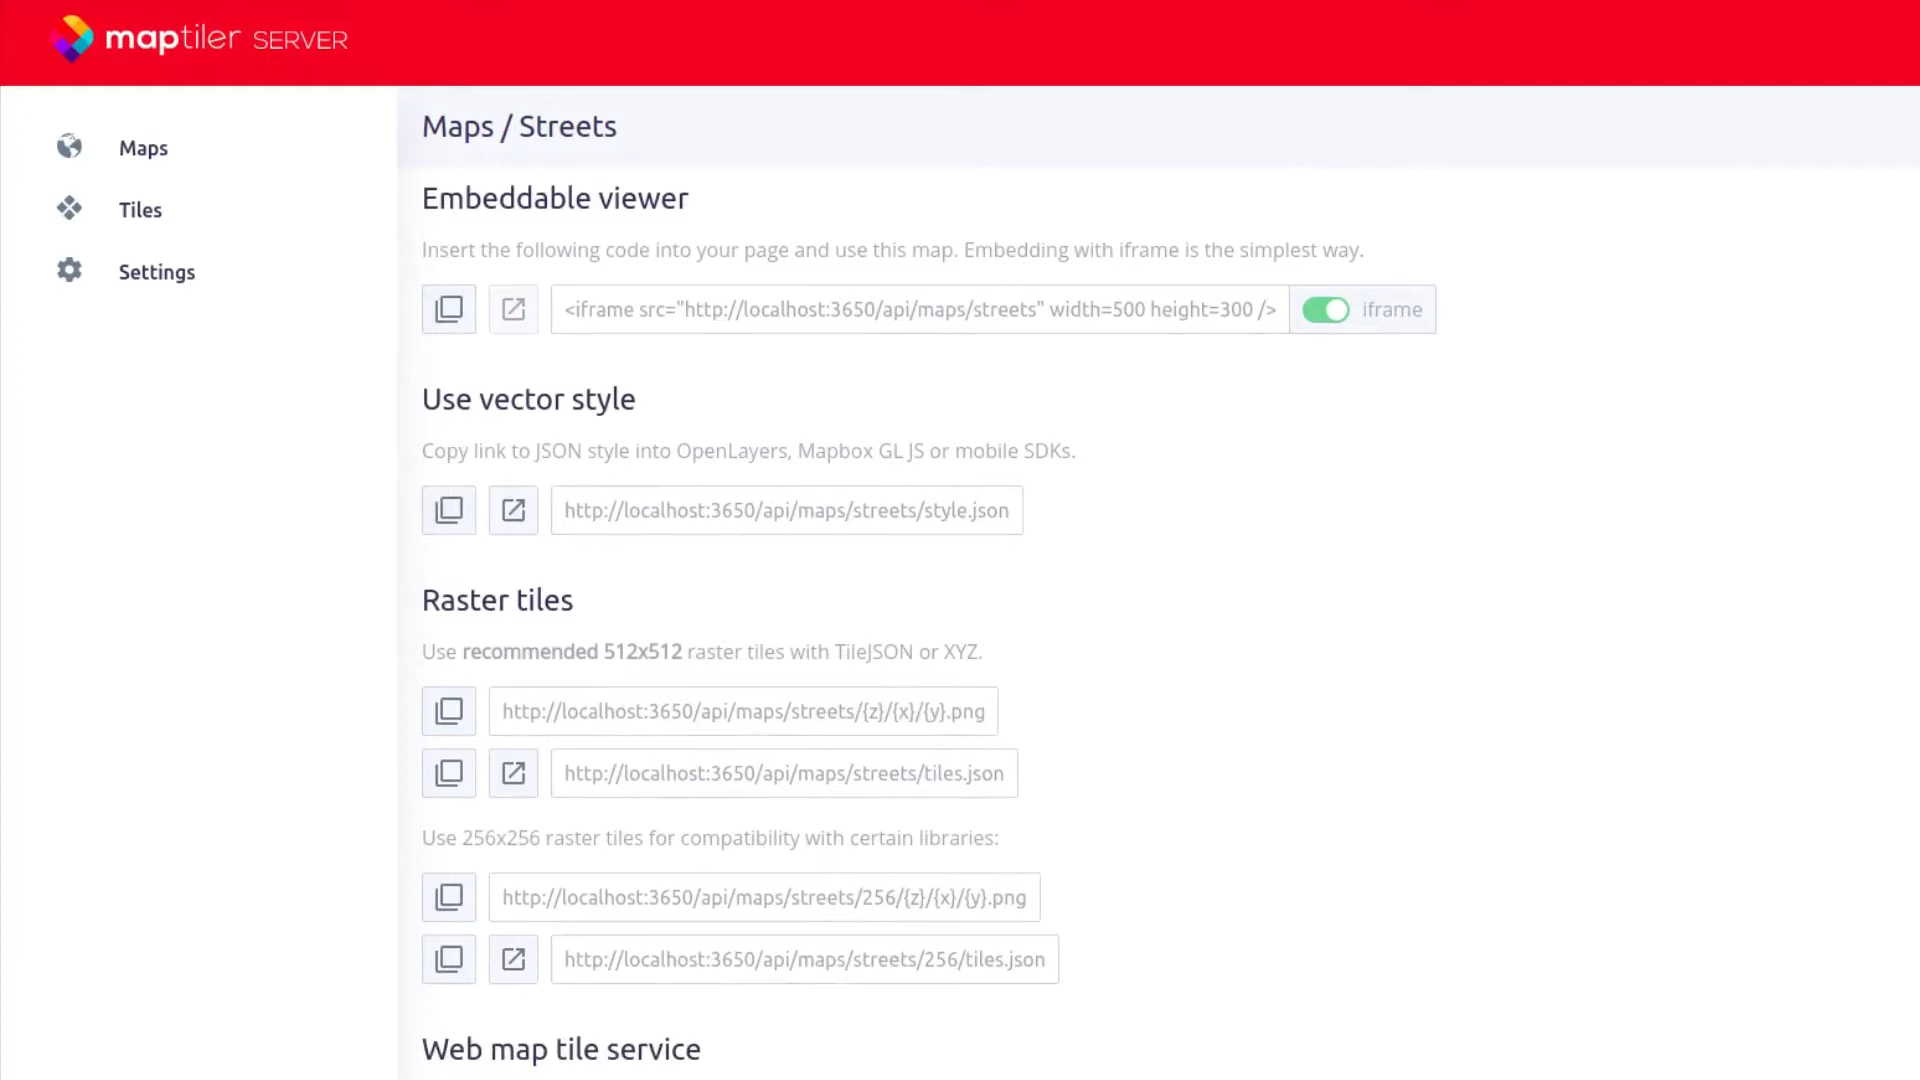 maptiler SERVER
Maps
Tiles
Settings
Maps / Streets
Embeddable viewer
Insert the following code into your page and use this map. Embedding with iframe is the simplest way.
<iframe src="http://localhost:3650/api/maps/streets" width=500 height=300 /> iframe
Use vector style
Copy link to JSON style into OpenLayers, Mapbox GL JS or mobile SDKs.
http://localhost:3650/api/maps/streets/style.json
Raster tiles
Use recommended 512x512 raster tiles with TileJSON or XYZ.
http://localhost:3650/api/maps/streets/{z}/{x}/{y}.png
http://localhost:3650/api/maps/streets/tiles.json
Use 256x256 raster tiles for compatibility with certain libraries:
http://localhost:3650/api/maps/streets/256/{z}/{x}/{y}.png
http://localhost:3650/api/maps/streets/256/tiles.json
Web map tile service